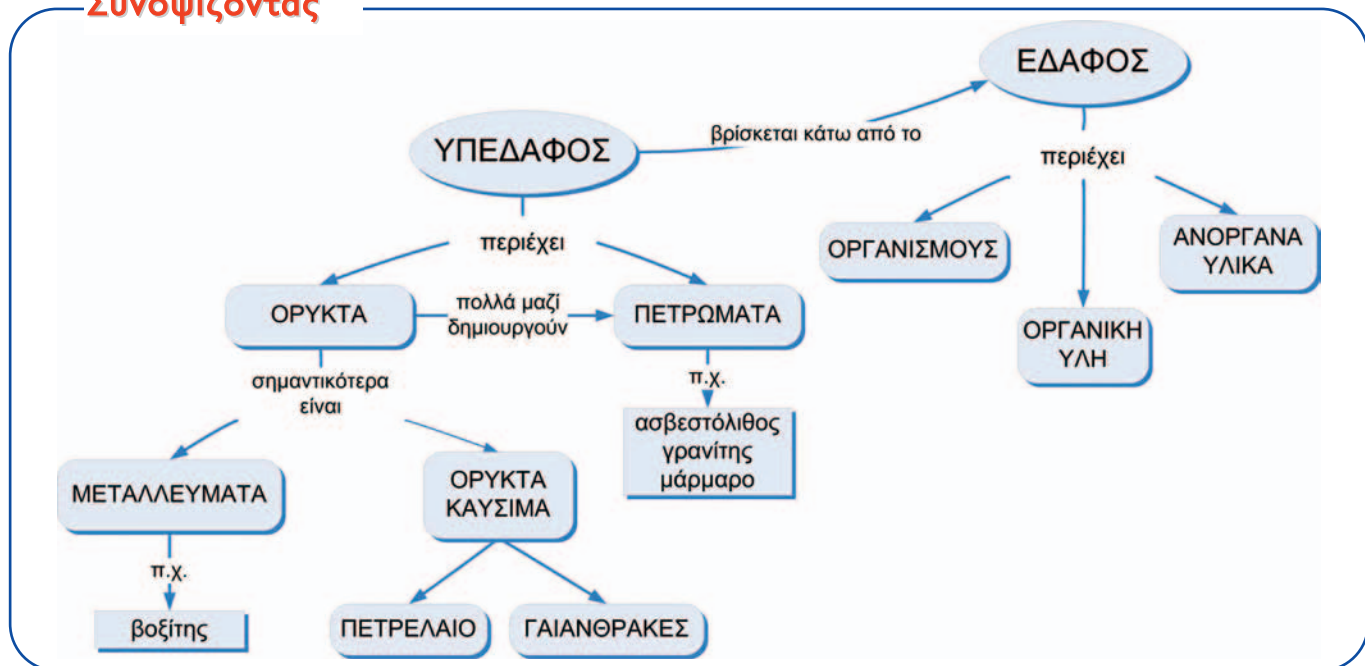 Συνοψίζοντας
ΕΔΑΦΟΣ
ΥΠΕΔΑΦΟΣ
βρίσκεται κάτω από το
περιέχει
περιέχει
ΟΡΓΑΝΙΣΜΟΥΣ
ΑΝΟΡΓΑΝΑ
ΥΛΙΚΑ
ΟΡΓΑΝΙΚΗ
ΥΛΗ
ΟΡΥΚΤΑ
πολλά μαζί
δημιουργούν
ΠΕΤΡΩΜΑΤΑ
σημαντικότερα
είναι
π.χ.
ασβεστόλιθος
γρανίτης
μάρμαρο
ΜΕΤΑΛΛΕΥΜΑΤΑ
ΟΡΥΚΤΑ
ΚΑΥΣΙΜΑ
π.χ.
βοξίτης
ΠΕΤΡΕΛΑΙΟ
ΓΑΙΑΝΘΡΑΚΕΣ